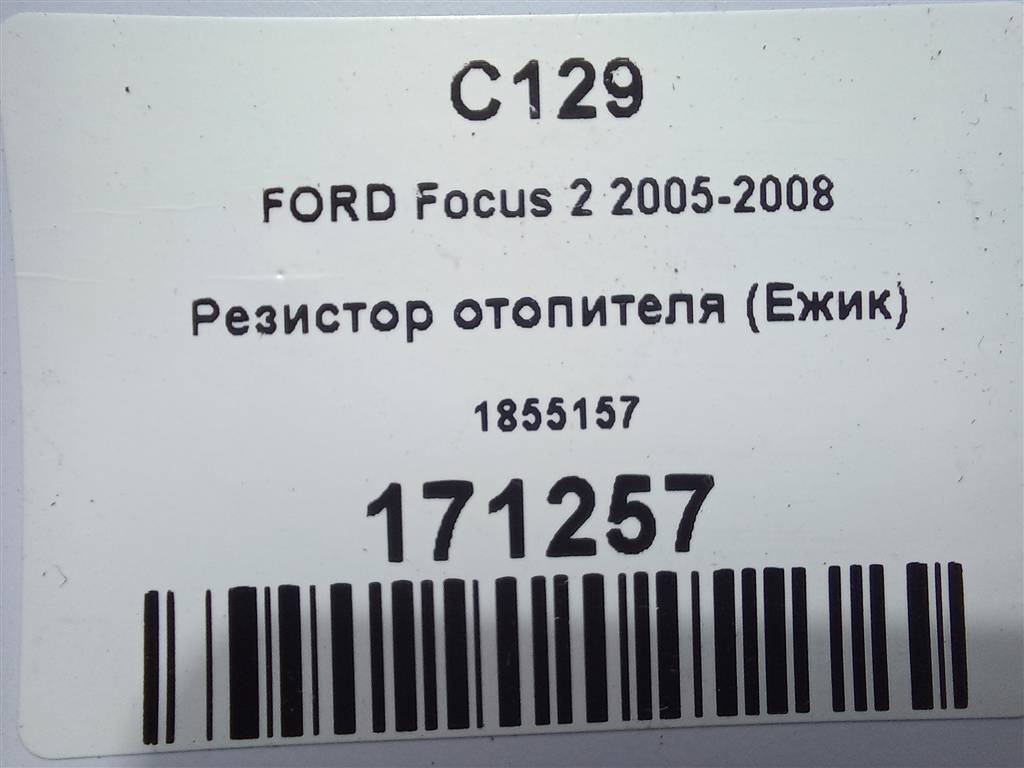 C129
FORD Focus 2 2005-2008
Резистор отопителя (Ежик)
1855157
171257